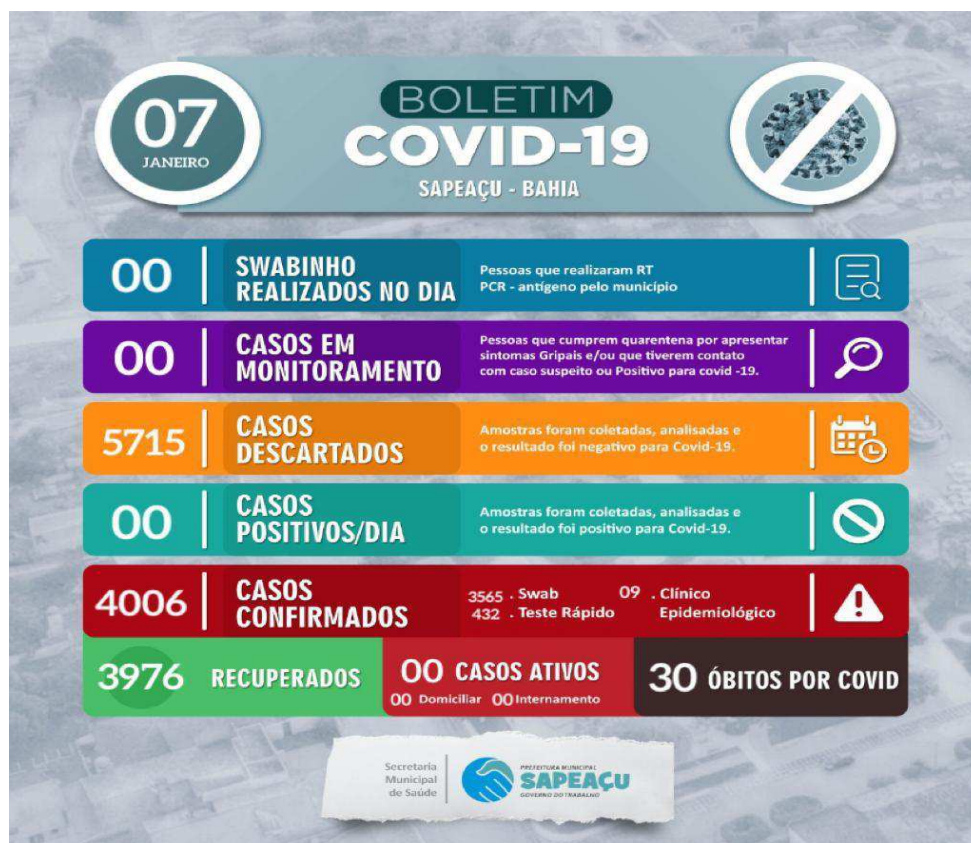 07
JANEIRO
BOLETIM
COVID-19
SAPEAÇU - BAHIA
00
SWABINHO
REALIZADOS NO DIA
Pessoas que realizaram RT
PCR - antígeno pelo município
00
CASOS EM
MONITORAMENTO
Pessoas que cumprem quarentena por apresentar
sintomas Gripais e/ou que tiverem contato
com caso suspeito ou Positivo para covid -19.
5715
CASOS
DESCARTADOS
Amostras foram coletadas, analisadas e
o resultado foi negativo para Covid-19.
00
CASOS
POSITIVOS/DIA
Amostras foram coletadas, analisadas e
o resultado foi positivo para Covid-19.
4006
CASOS
CONFIRMADOS
3565 . Swab
432 . Teste Rápido
09 . Clínico
Epidemiológico
3976 RECUPERADOS
00 CASOS ATIVOS
00 Domiciliar 00 Internamento
30 ÓBITOS POR COVID
Secretaria
Municipal
de Saúde
PREFEITURA MUNICIPAL
SAPEAÇU
GOVERNO DO TRABALHO